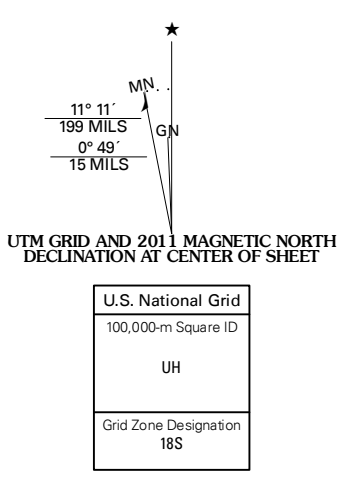 ★
MN
11° 11´
199 MILS
GN
0° 49´
15 MILS
UTM GRID AND 2011 MAGNETIC NORTH
DECLINATION AT CENTER OF SHEET
U.S. National Grid
100,000-m Square ID
UH
Grid Zone Designation
18S